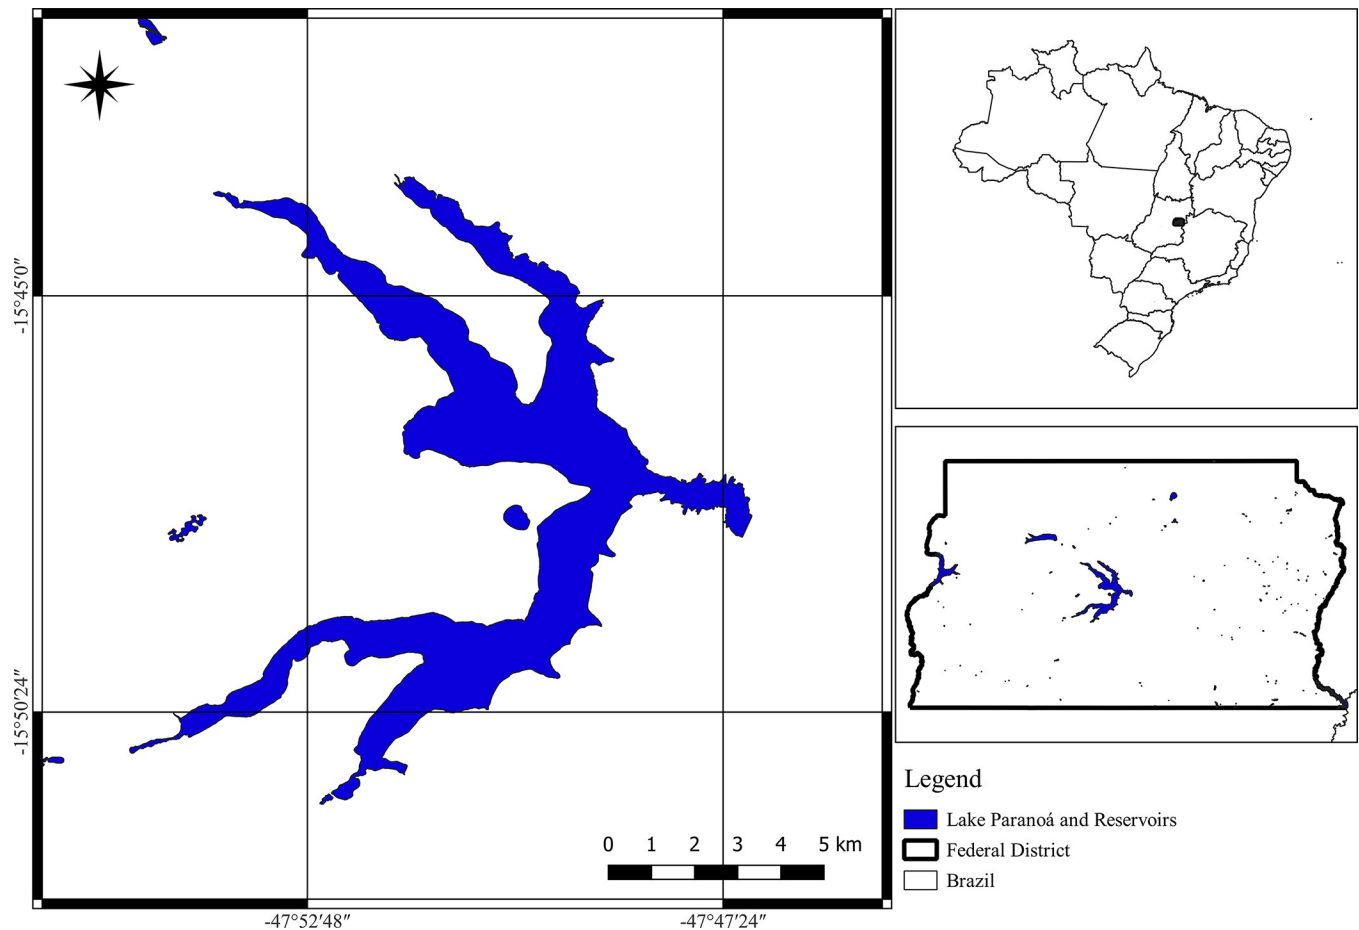 -15°45′0″
-15°50′24″
-47°52′48″
-47°47′24″
0 1 2 3 4 5 km
Legend
Lake Paranoá and Reservoirs
Federal District
Brazil